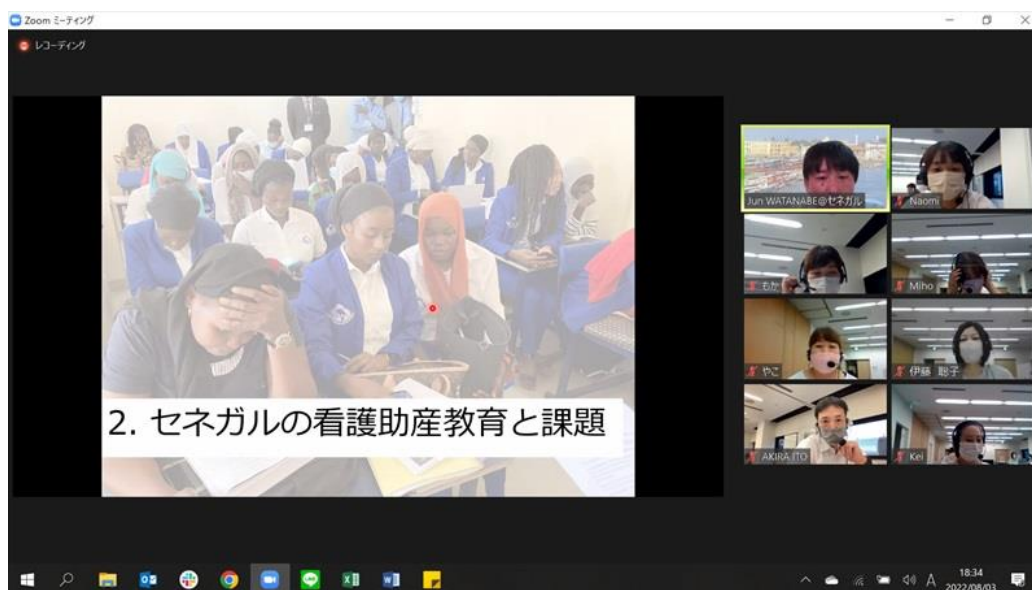 Zoom ミーティング
レコーディング
2. セネガルの看護助産教育と課題
Jun WATANABE@セネガル
Naomi
もか
Miho
やこ
伊藤 聡子
AKIRA ITO
Kei
A
18:34
2022/08/03